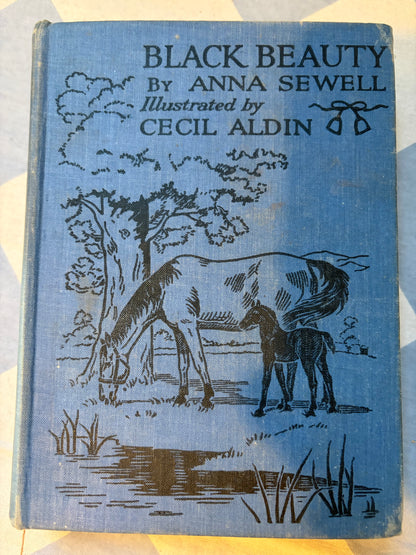 BLACK BEAUTY
BY ANNA SEWELL
Illustrated by
CECIL ALDIN